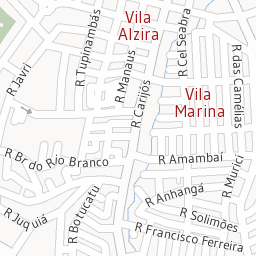 Vila
Alzira
R Javri
R Tupinambás
R Manaus
R Carijós
R Cel Seabra
R das Camélias
Vila
Marina
R Br do Rio Branco
R Amambaí
R Murici
R Anhangá
R Juquiá
R Botucatu
R Solimões
R Francisco Ferreira